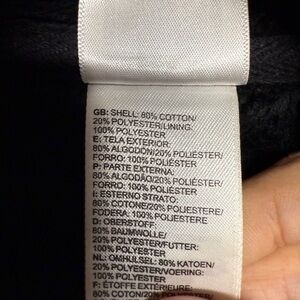 GB: SHELL: 80% COTTON/
20% POLYESTER/LINING:
100% POLYESTER
E: TELA EXTERIOR:
80% ALGODÓN/20% POLIÉSTER/
FORRO: 100% POLIÉSTER
P: PARTE EXTERNA:
80% ALGODÃO/20% POLIÉSTER/
FORRO: 100% POLIÉSTER
I: ESTERNO STRATO:
80% COTONE/20% POLIESTERE/
FODERA: 100% POLIESTERE
D: OBERSTOFF:
80% BAUMWOLLE/
20% POLYESTER/FUTTER:
100% POLYESTER
NL: OMHULSEL: 80% KATOEN/
20% POLYESTER/VOERING:
100% POLYESTER
F: ÉTOFFE EXTÉRIEURE:
80% COTON/20% POLYESTER/